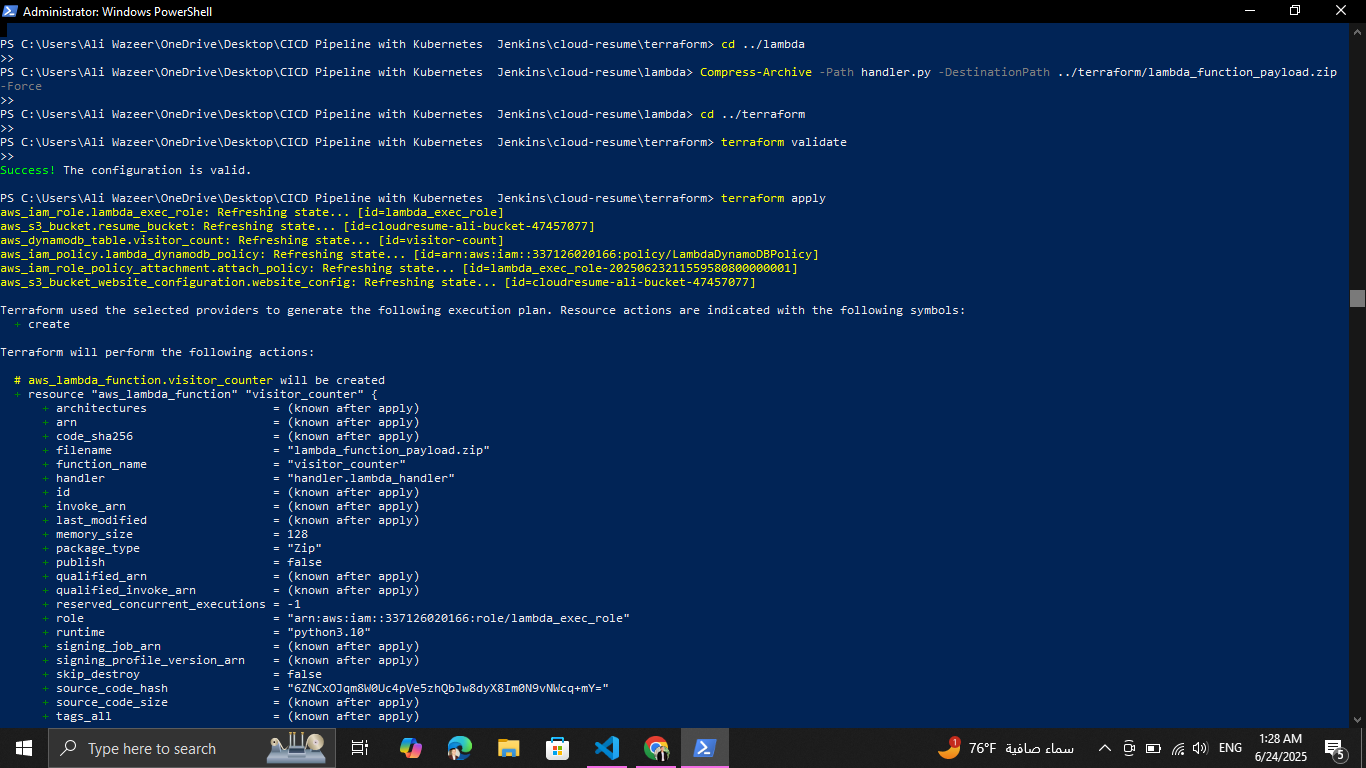 Administrator: Windows PowerShell
PS C:\Users\Ali Wazeer\OneDrive\Desktop\CICD Pipeline with Kubernetes  Jenkins\cloud-resume\terraform> cd ../lambda
>>
PS C:\Users\Ali Wazeer\OneDrive\Desktop\CICD Pipeline with Kubernetes  Jenkins\cloud-resume\lambda> Compress-Archive -Path handler.py -DestinationPath ../terraform/lambda_function_payload.zip
-Force
>>
PS C:\Users\Ali Wazeer\OneDrive\Desktop\CICD Pipeline with Kubernetes  Jenkins\cloud-resume\lambda> cd ../terraform
>>
PS C:\Users\Ali Wazeer\OneDrive\Desktop\CICD Pipeline with Kubernetes  Jenkins\cloud-resume\terraform> terraform validate
>>
Success! The configuration is valid.
PS C:\Users\Ali Wazeer\OneDrive\Desktop\CICD Pipeline with Kubernetes  Jenkins\cloud-resume\terraform> terraform apply
aws_iam_role.lambda_exec_role: Refreshing state... [id=lambda_exec_role]
aws_s3_bucket.resume_bucket: Refreshing state... [id=cloudresume-ali-bucket-47457077]
aws_dynamodb_table.visitor_count: Refreshing state... [id=visitor-count]
aws_iam_policy.lambda_dynamodb_policy: Refreshing state... [id=arn:aws:iam::337126020166:policy/LambdaDynamoDBPolicy]
aws_iam_role_policy_attachment.attach_policy: Refreshing state... [id=lambda_exec_role-20250623211559580800000001]
aws_s3_bucket_website_configuration.website_config: Refreshing state... [id=cloudresume-ali-bucket-47457077]
Terraform used the selected providers to generate the following execution plan. Resource actions are indicated with the following symbols:
  + create
Terraform will perform the following actions:
  # aws_lambda_function.visitor_counter will be created
  + resource "aws_lambda_function" "visitor_counter" {
      + architectures                  = (known after apply)
      + arn                            = (known after apply)
      + code_sha256                    = (known after apply)
      + filename                       = "lambda_function_payload.zip"
      + function_name                  = "visitor_counter"
      + handler                        = "handler.lambda_handler"
      + id                             = (known after apply)
      + invoke_arn                     = (known after apply)
      + last_modified                  = (known after apply)
      + memory_size                    = 128
      + package_type                   = "Zip"
      + publish                        = false
      + qualified_arn                  = (known after apply)
      + qualified_invoke_arn           = (known after apply)
      + reserved_concurrent_executions = -1
      + role                           = "arn:aws:iam::337126020166:role/lambda_exec_role"
      + runtime                        = "python3.10"
      + signing_job_arn                = (known after apply)
      + signing_profile_version_arn    = (known after apply)
      + skip_destroy                   = false
      + source_code_hash               = "6ZNCxOJqm8W0Uc4pVe5zhQbJw8dyX8Im0N9vNWcq+mY="
      + source_code_size               = (known after apply)
      + tags_all                       = (known after apply)
Type here to search
1
76°F سماء صافية
ENG
1:28 AM
6/24/2025
5